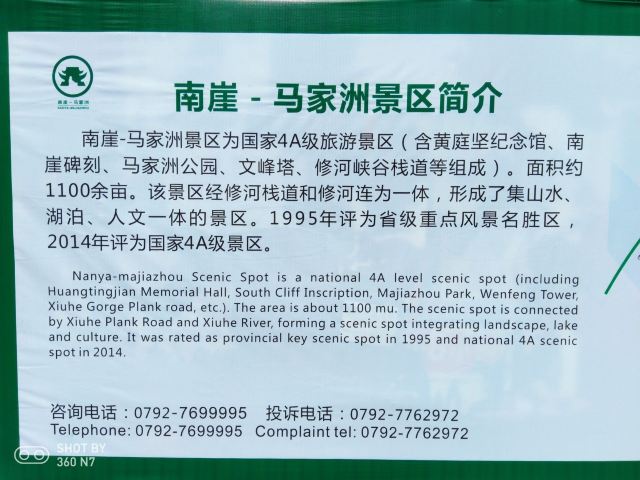 南崖-马家洲
NANYA-MAJIAZHOU
南崖 - 马家洲景区简介
南崖-马家洲景区为国家4A级旅游景区（含黄庭坚纪念馆、南
崖碑刻、马家洲公园、文峰塔、修河峡谷栈道等组成）。面积约
1100余亩。该景区经修河栈道和修河连为一体，形成了集山水、
湖泊、人文一体的景区。1995年评为省级重点风景名胜区，
2014年评为国家4A级景区。
Nanya-majiazhou Scenic Spot is a national 4A level scenic spot (including
Huangtingjian Memorial Hall, South Cliff Inscription, Majiazhou Park, Wenfeng Tower,
Xiuhe Gorge Plank road, etc.). The area is about 1100 mu. The scenic spot is connected
by Xiuhe Plank Road and Xiuhe River, forming a scenic spot integrating landscape, lake
and culture. It was rated as provincial key scenic spot in 1995 and national 4A scenic
spot in 2014.
咨询电话：0792-7699995 投诉电话：0792-7762972
Telephone: 0792-7699995 Complaint tel: 0792-7762972
SHOT BY
360 N7